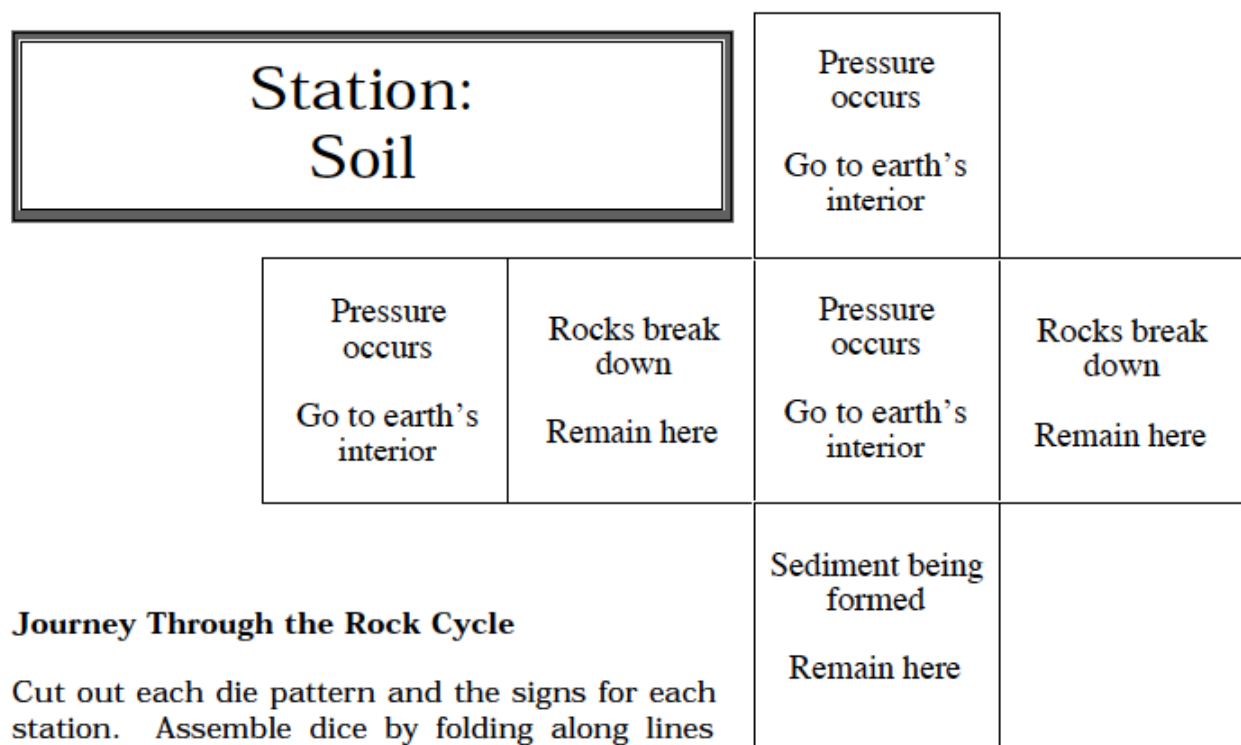 Station:
Soil
Pressure
occurs
Go to earth’s
interior
Pressure
occurs
Go to earth’s
interior
Rocks break
down
Remain here
Pressure
occurs
Go to earth’s
interior
Rocks break
down
Remain here
Sediment being
formed
Remain here
Journey Through the Rock Cycle
Cut out each die pattern and the signs for each
station. Assemble dice by folding along lines